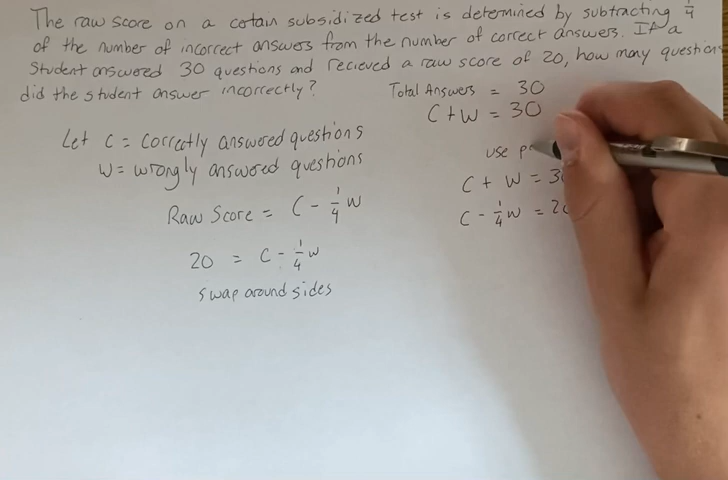 The raw score on a certain subsidized test is determined by subtracting 1/4
of the number of incorrect answers from the number of correct answers. If a
Student answered 30 questions and recieved a raw score of 20, how many question
did the student answer incorrectly?
Total Answers = 30
C + W = 30
Let C = Correctly answered questions
W = wrongly answered questions
Raw Score = C - 1/4 W
20 = C - 1/4 W
swap around sides
use
C + W = 30
C - 1/4 W = 20